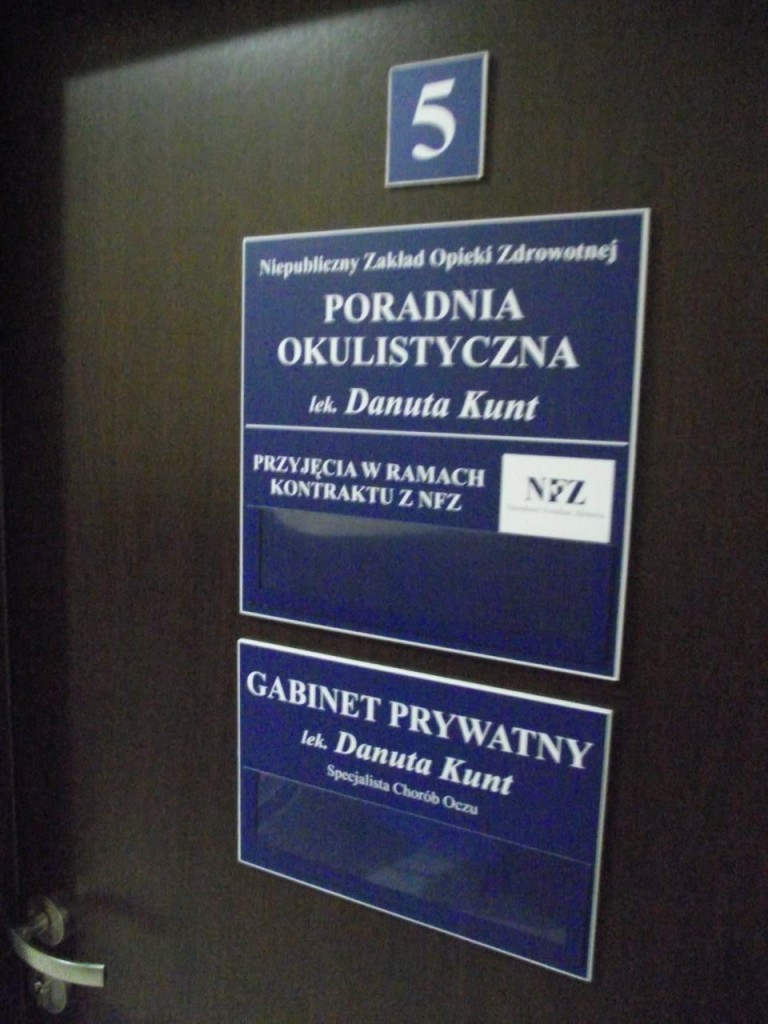 5
Niepubliczny Zakład Opieki Zdrowotnej
PORADNIA
OKULISTYCZNA
lek. Danuta Kunt
PRZYJĘCIA W RAMACH
KONTRAKTU Z NFZ
NFZ
GABINET PRYWATNY
lek. Danuta Kunt
Specjalista Chorób Oczu